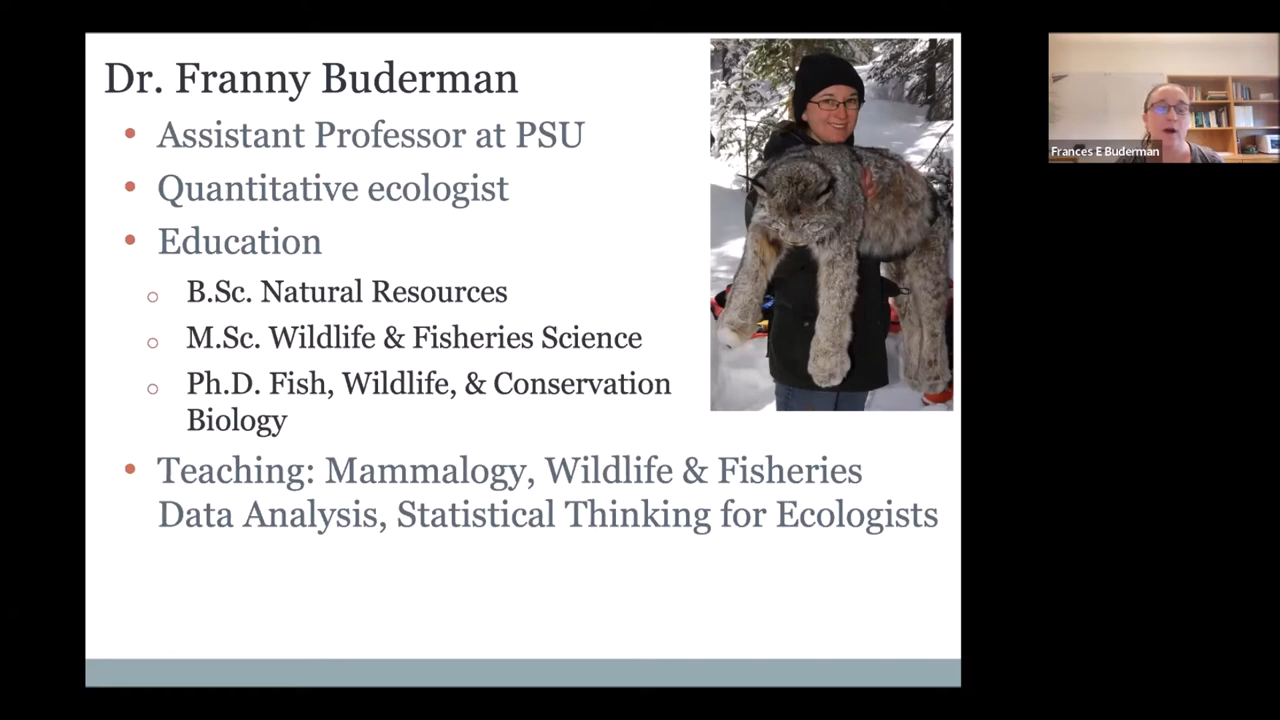 Dr. Franny Buderman
• Assistant Professor at PSU
• Quantitative ecologist
• Education
○ B.Sc. Natural Resources
○ M.Sc. Wildlife & Fisheries Science
○ Ph.D. Fish, Wildlife, & Conservation
Biology
• Teaching: Mammalogy, Wildlife & Fisheries
Data Analysis, Statistical Thinking for Ecologists
Frances E Buderman